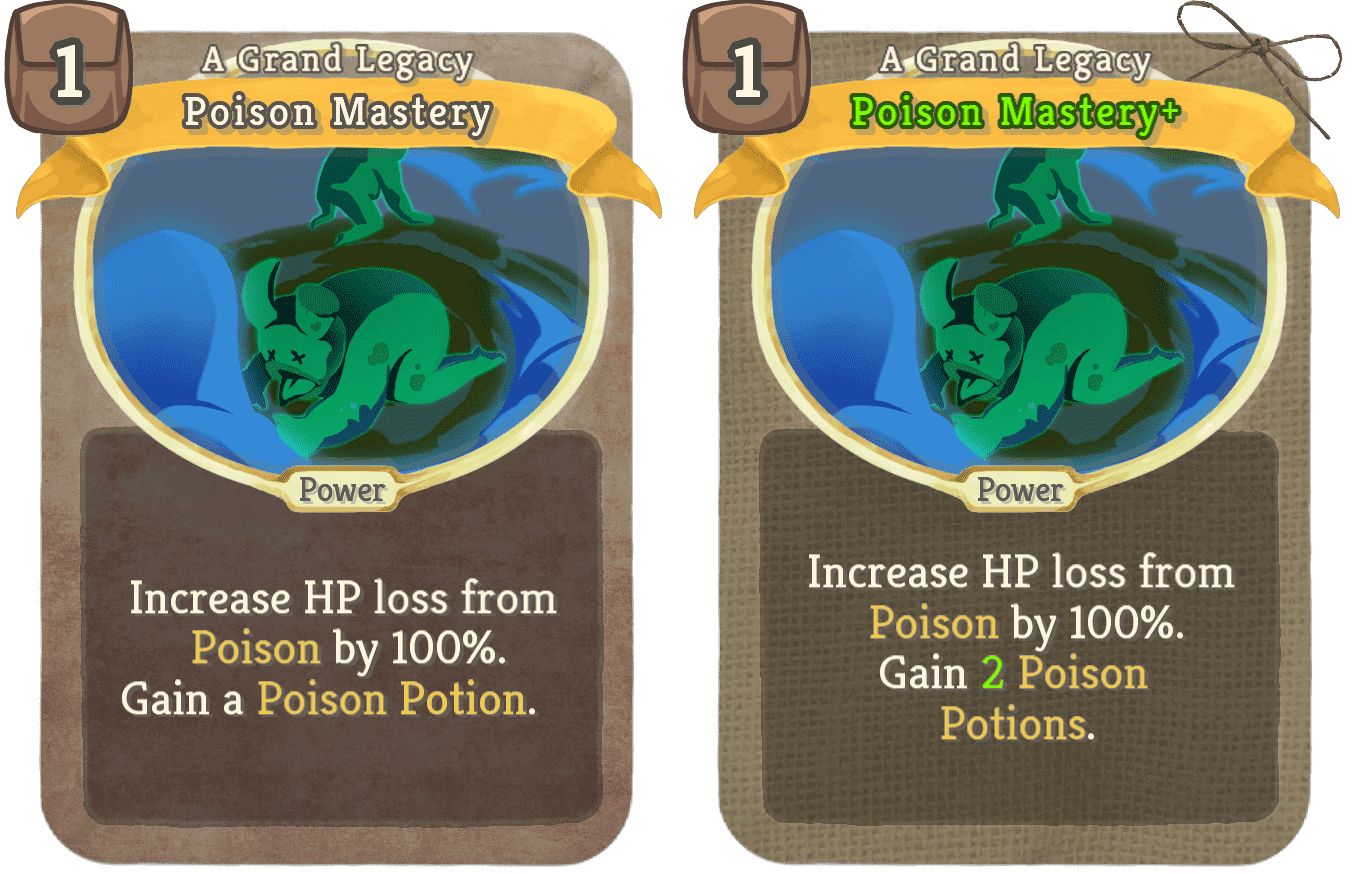 1
A Grand Legacy
Poison Mastery
Power
Increase HP loss from
Poison by 100%.
Gain a Poison Potion.
1
A Grand Legacy
Poison Mastery+
Power
Increase HP loss from
Poison by 100%.
Gain 2 Poison
Potions.